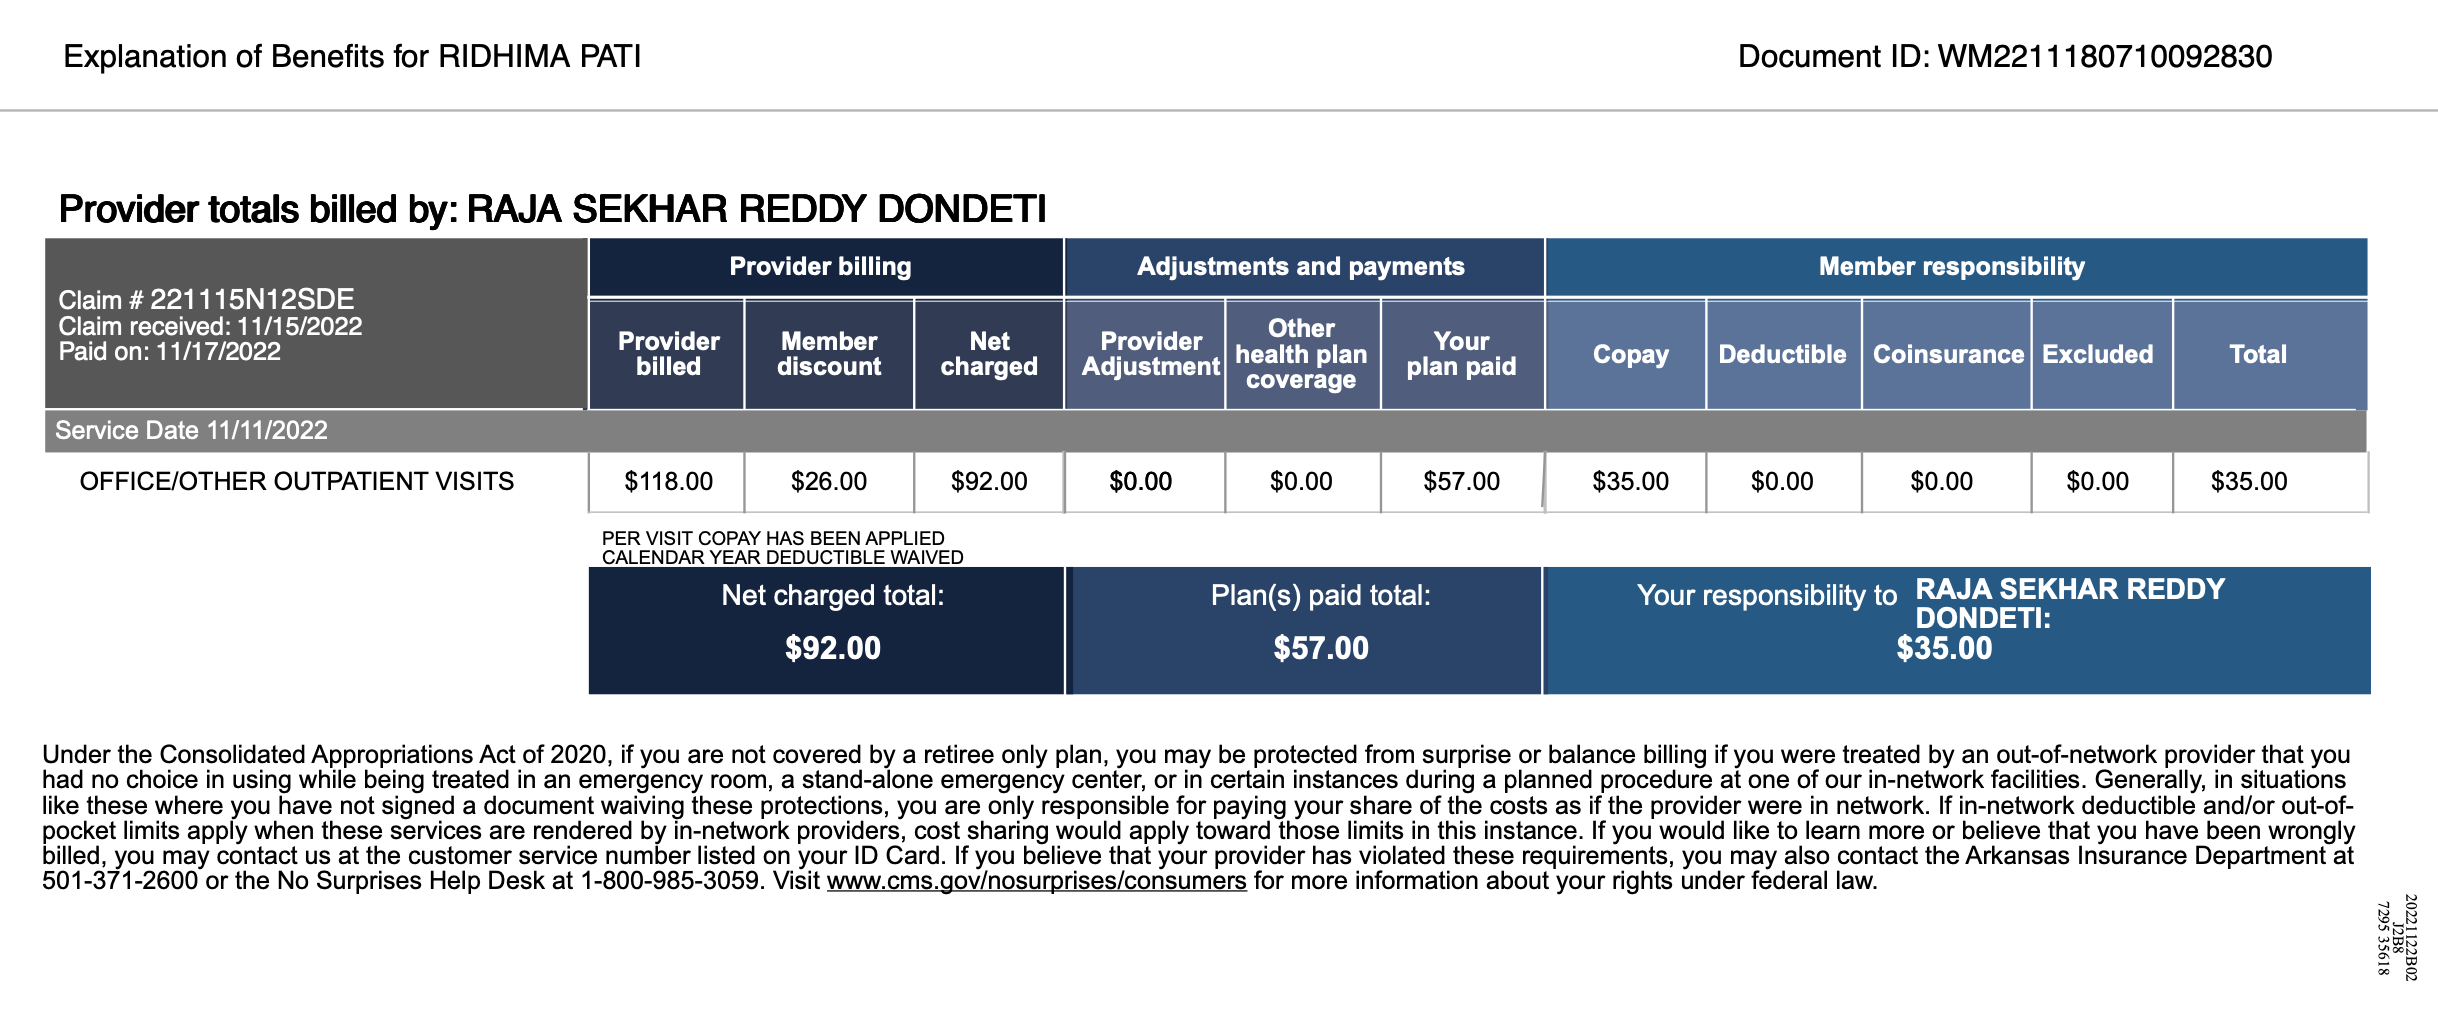 Explanation of Benefits for RIDHIMA PATI
Document ID: WM2211180710092830
Provider totals billed by: RAJA SEKHAR REDDY DONDETI
Claim # 221115N12SDE
Claim received: 11/15/2022
Paid on: 11/17/2022
Provider billing
Adjustments and payments
Member responsibility
Provider billed
Member discount
Net charged
Provider Adjustment
Other health plan coverage
Your plan paid
Copay
Deductible
Coinsurance
Excluded
Total
Service Date 11/11/2022
OFFICE/OTHER OUTPATIENT VISITS $118.00 $26.00 $92.00 $0.00 $0.00 $57.00 $35.00 $0.00 $0.00 $0.00 $35.00
PER VISIT COPAY HAS BEEN APPLIED
CALENDAR YEAR DEDUCTIBLE WAIVED
Net charged total:
$92.00
Plan(s) paid total:
$57.00
Your responsibility to RAJA SEKHAR REDDY
DONDETI:
$35.00
Under the Consolidated Appropriations Act of 2020, if you are not covered by a retiree only plan, you may be protected from surprise or balance billing if you were treated by an out-of-network provider that you
had no choice in using while being treated in an emergency room, a stand-alone emergency center, or in certain instances during a planned procedure at one of our in-network facilities. Generally, in situations
like these where you have not signed a document waiving these protections, you are only responsible for paying your share of the costs as if the provider were in network. If in-network deductible and/or out-of-
pocket limits apply when these services are rendered by in-network providers, cost sharing would apply toward those limits in this instance. If you would like to learn more or believe that you have been wrongly
billed, you may contact us at the customer service number listed on your ID Card. If you believe that your provider has violated these requirements, you may also contact the Arkansas Insurance Department at
501-371-2600 or the No Surprises Help Desk at 1-800-985-3059. Visit www.cms.gov/nosurprises/consumers for more information about your rights under federal law.
20221122B02
J2B8
7295 35618